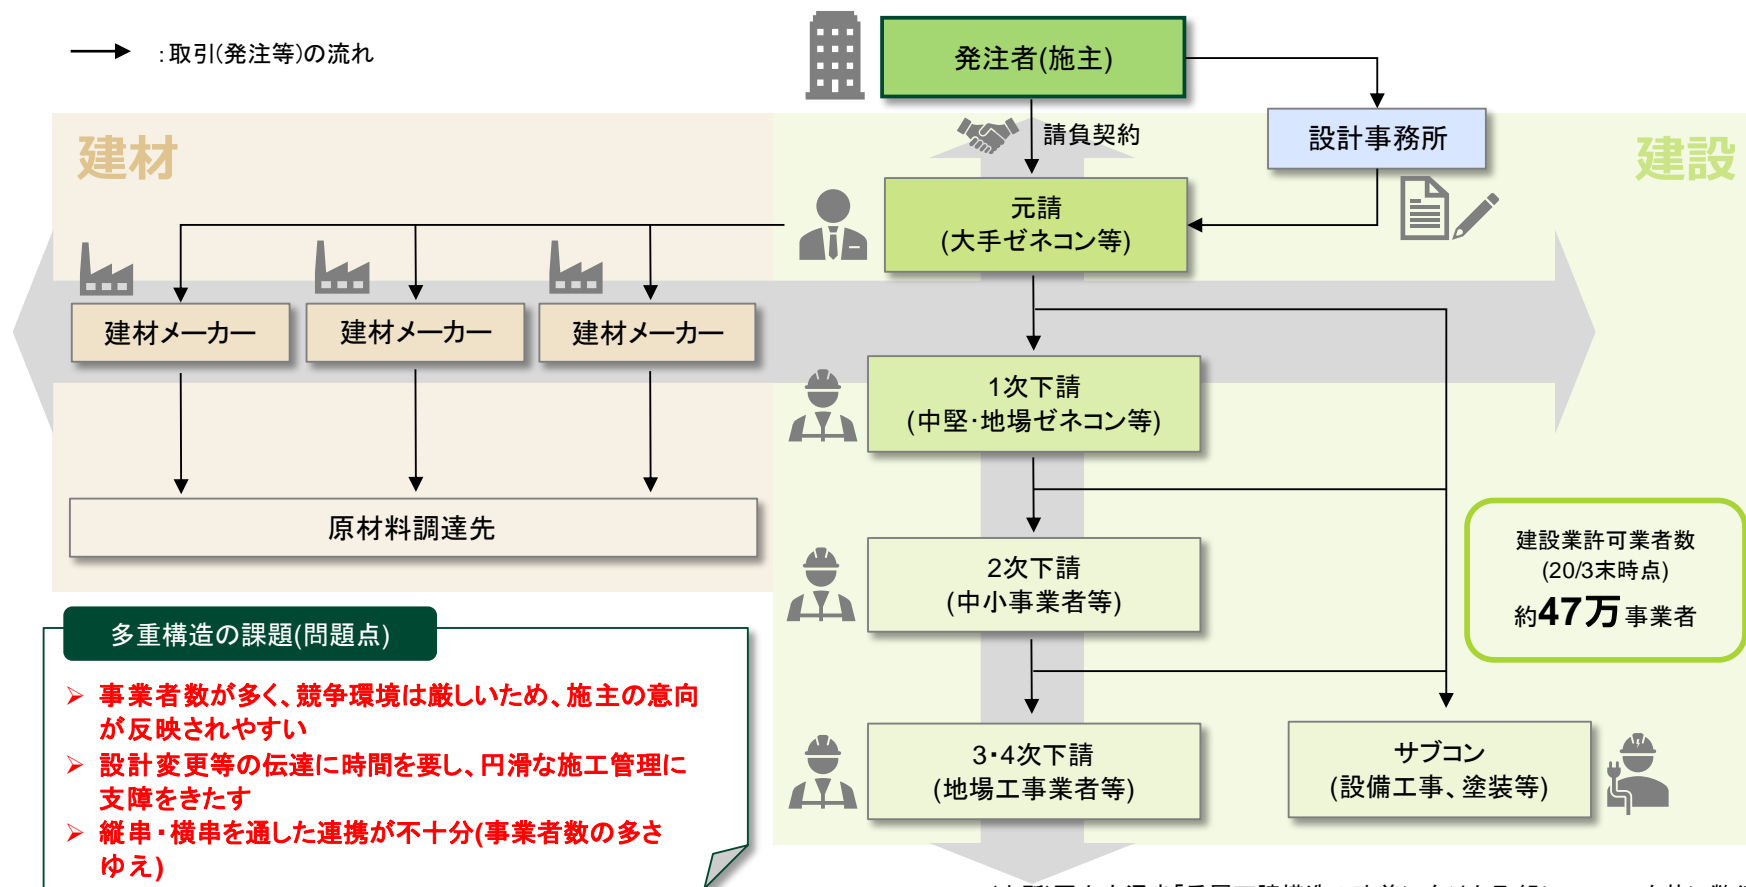 :取引(発注等)の流れ
発注者(施主)
請負契約
設計事務所
建材
建設
元請
(大手ゼネコン等)
建材メーカー
建材メーカー
建材メーカー
1次下請
(中堅・地場ゼネコン等)
原材料調達先
2次下請
(中小事業者等)
建設業許可業者数
(20/3末時点)
約47万事業者
多重構造の課題(問題点)
➢ 事業者数が多く、競争環境は厳しいため、施主の意向
が反映されやすい
➢ 設計変更等の伝達に時間を要し、円滑な施工管理に
支障をきたす
➢ 縦串・横串を通した連携が不十分(事業者数の多さ
ゆえ)
3・4次下請
(地場工事業者等)
サブコン
(設備工事、塗装等)